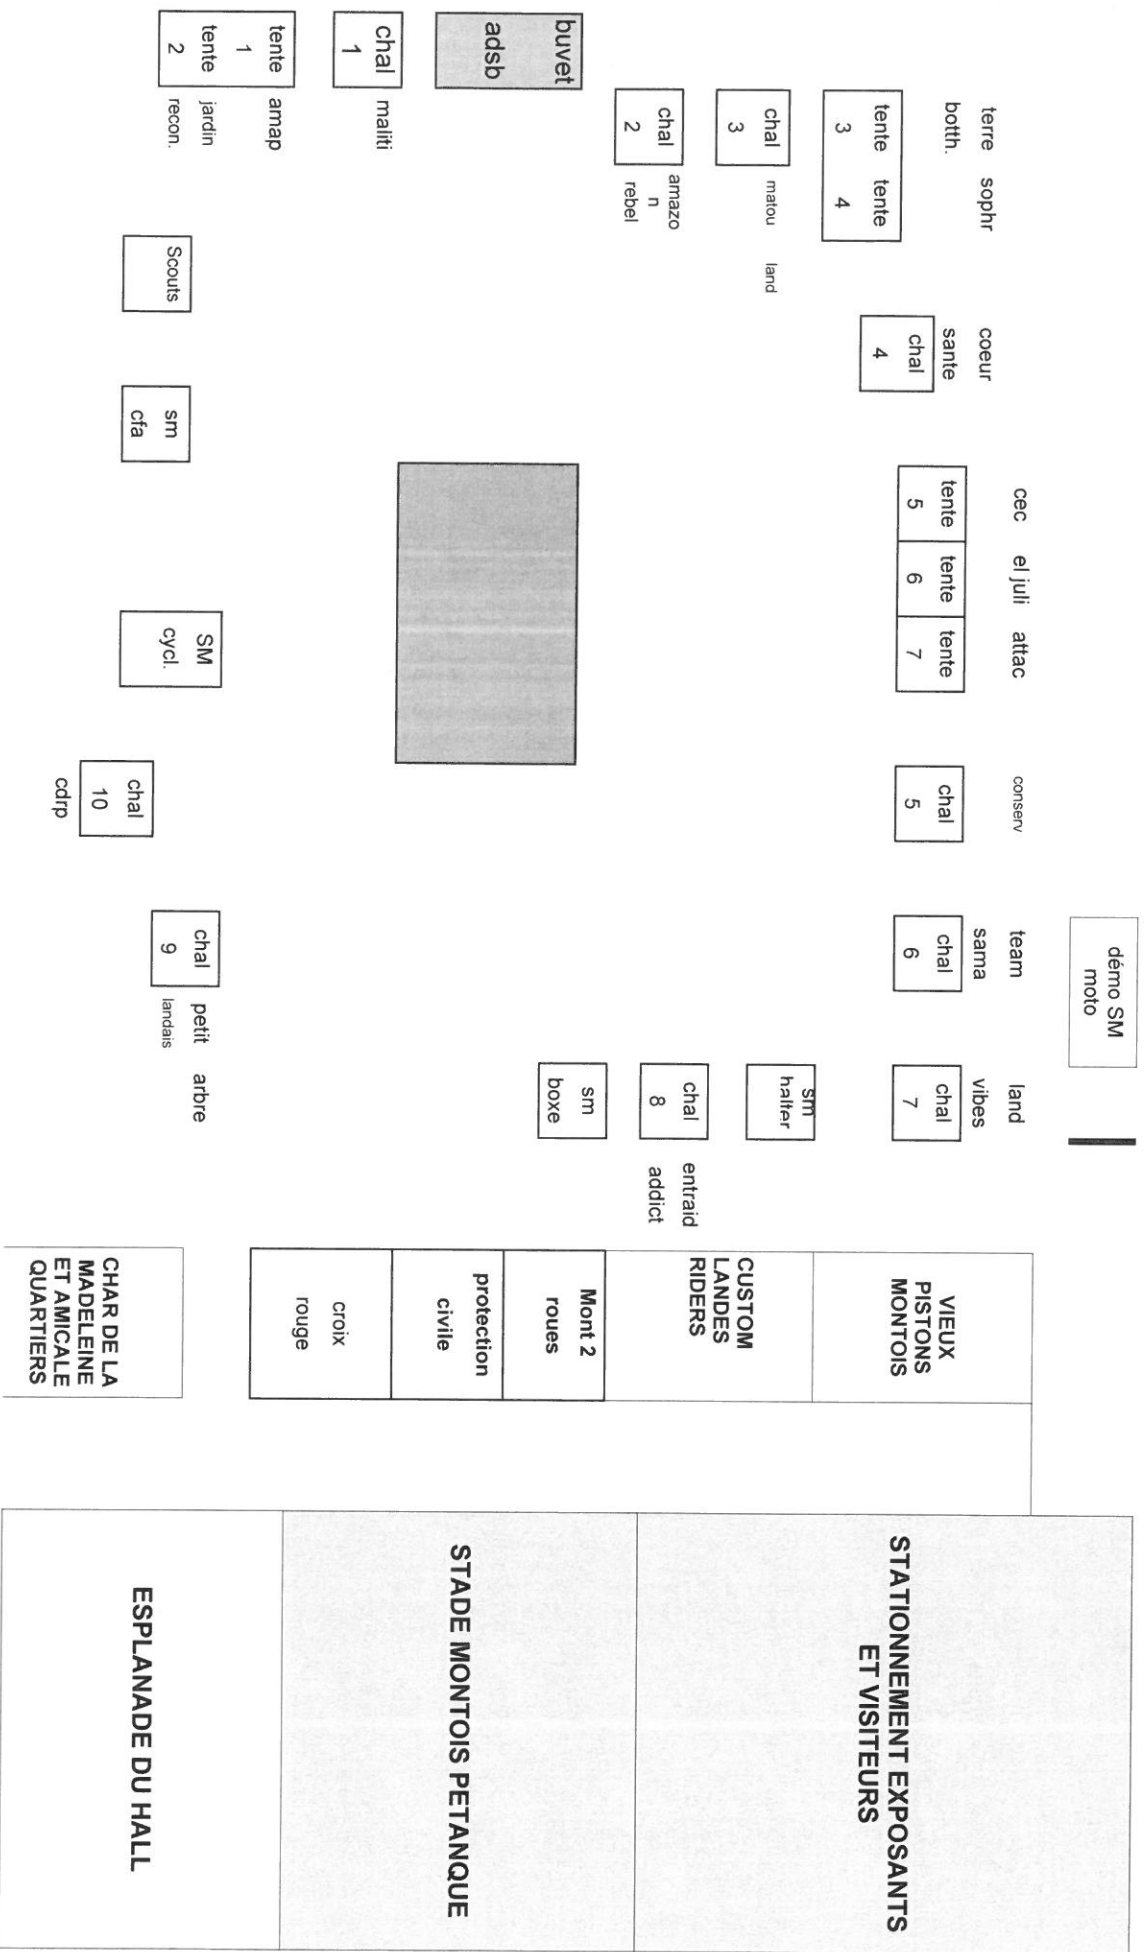 démo SM
moto
terre sophr
botth.
tente tente
3 4
coeur
sante
chal
4
cec el juli attac
tente tente tente
5 6 7
conserv
chal
5
team
sama
chal
6
land
vibes
chal
7
chal
3
matou land
chal
2
amazo
n
rebel
sm
halter
chal
8
entraid
addict
sm
boxe
buvet
adsb
chal
1
maliti
tente
1
tente
2
amap
jardin
recon.
Scouts
sm
cfa
SM
cycl.
chal
10
cdrp
chal
9
petit arbre
landais
VIEUX
PISTONS
MONTOIS
CUSTOM
LANDES
RIDERS
Mont 2
roues
protection
civile
croix
rouge
CHAR DE LA
MADELEINE
ET AMICALE
QUARTIERS
STATIONNEMENT EXPOSANTS
ET VISITEURS
STADE MONTOIS PETANQUE
ESPLANADE DU HALL